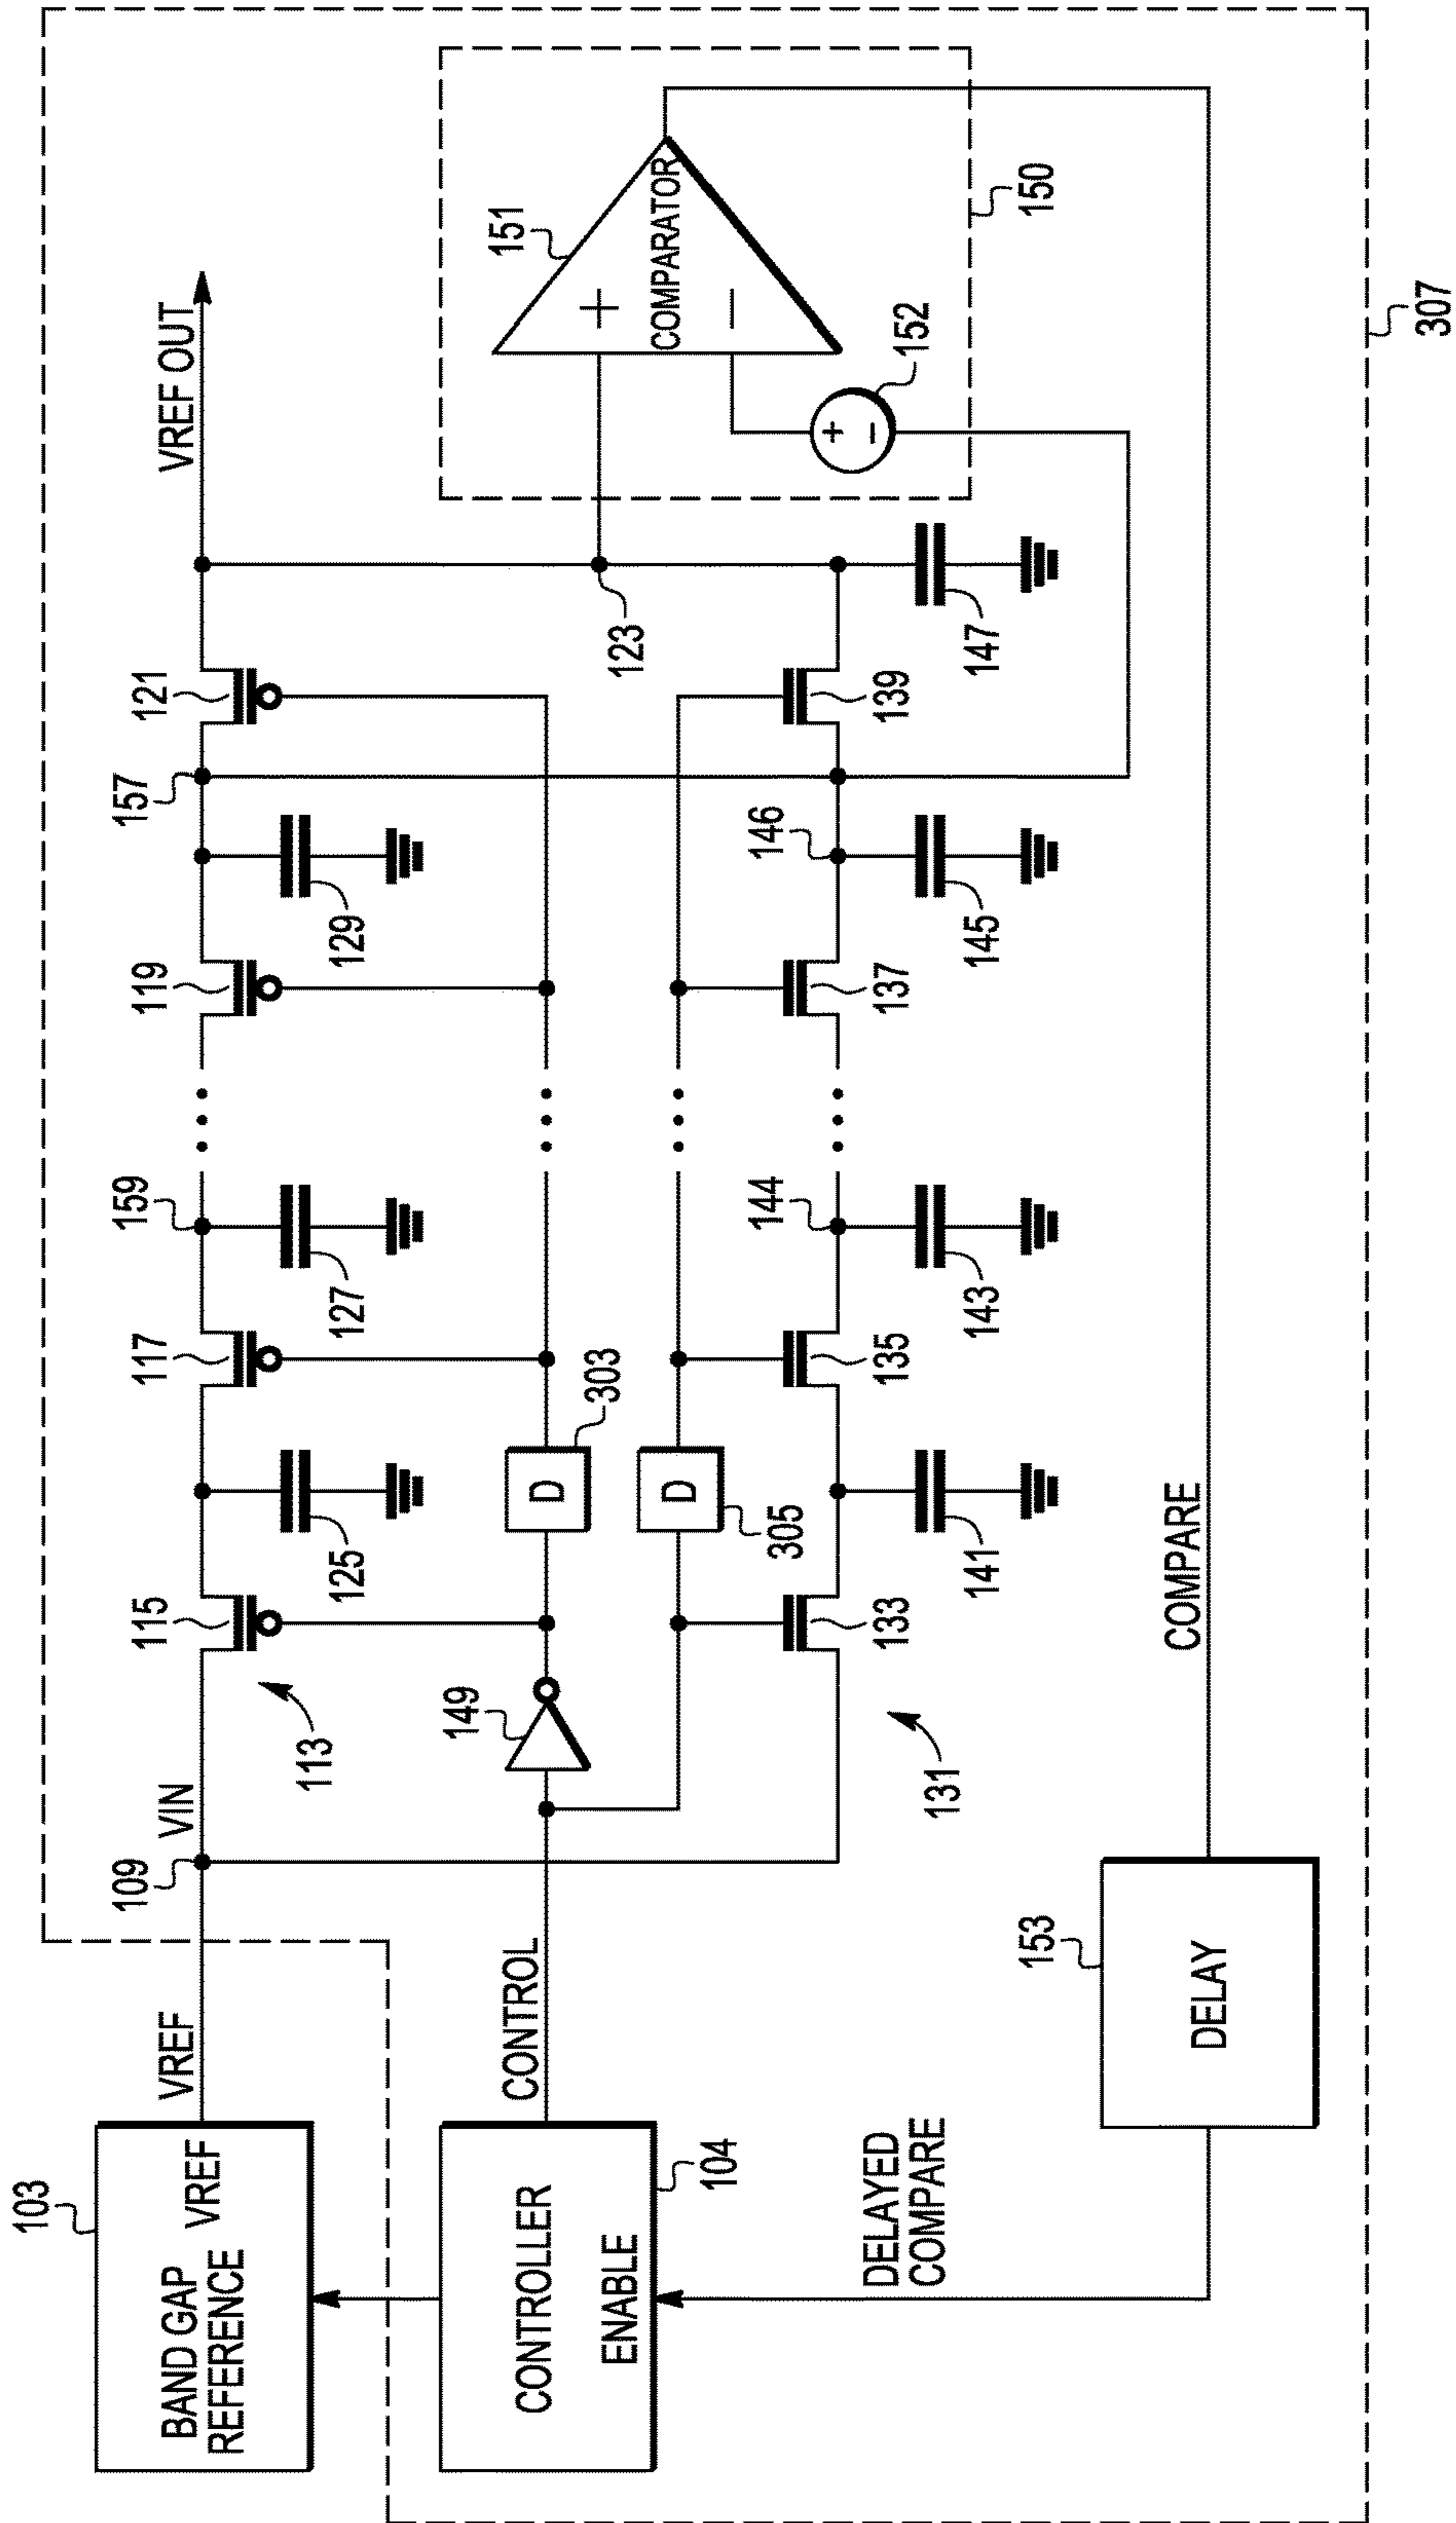 103
BAND GAP
REFERENCE
VREF
VREF
109
VIN
113
115
125
117
127
159
119
129
157
121
VREF OUT
CONTROLLER
ENABLE
104
CONTROL
149
D
303
D
305
123
151
+
COMPARATOR
−
+
−
152
150
131
133
141
135
143
144
137
145
146
139
147
DELAYED
COMPARE
153
DELAY
COMPARE
307